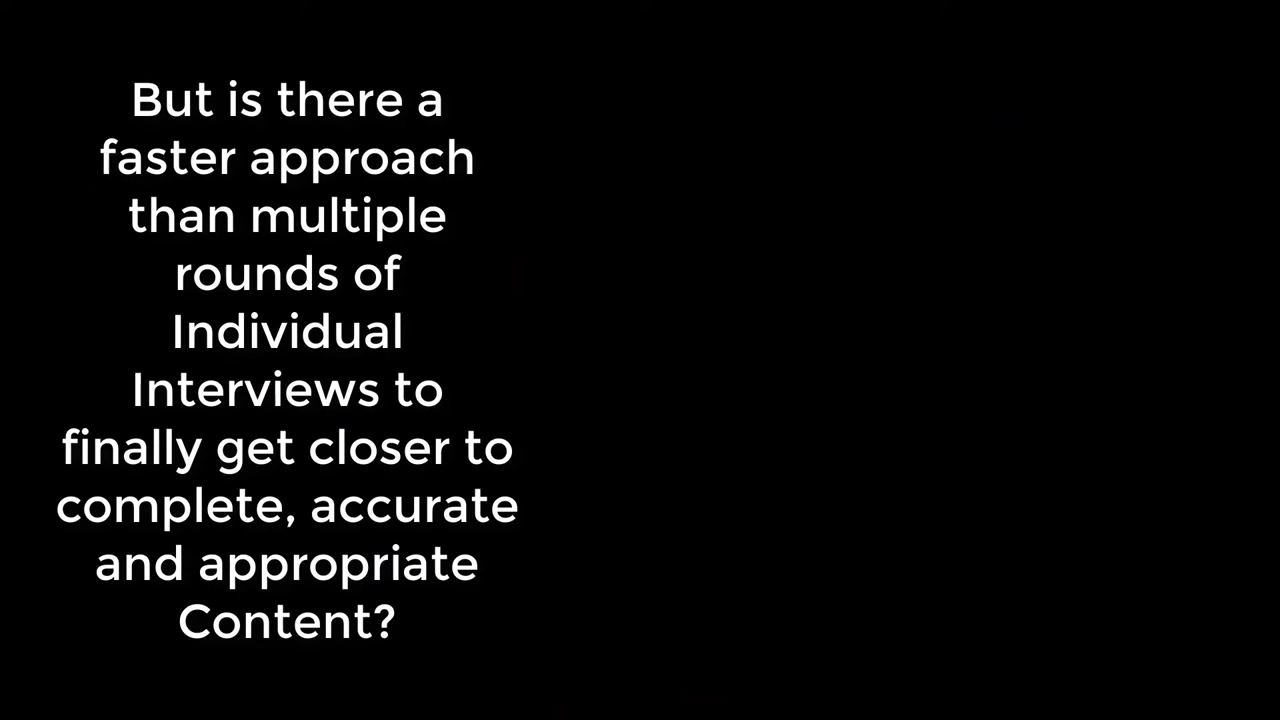 But is there a
faster approach
than multiple
rounds of
Individual
Interviews to
finally get closer to
complete, accurate
and appropriate
Content?